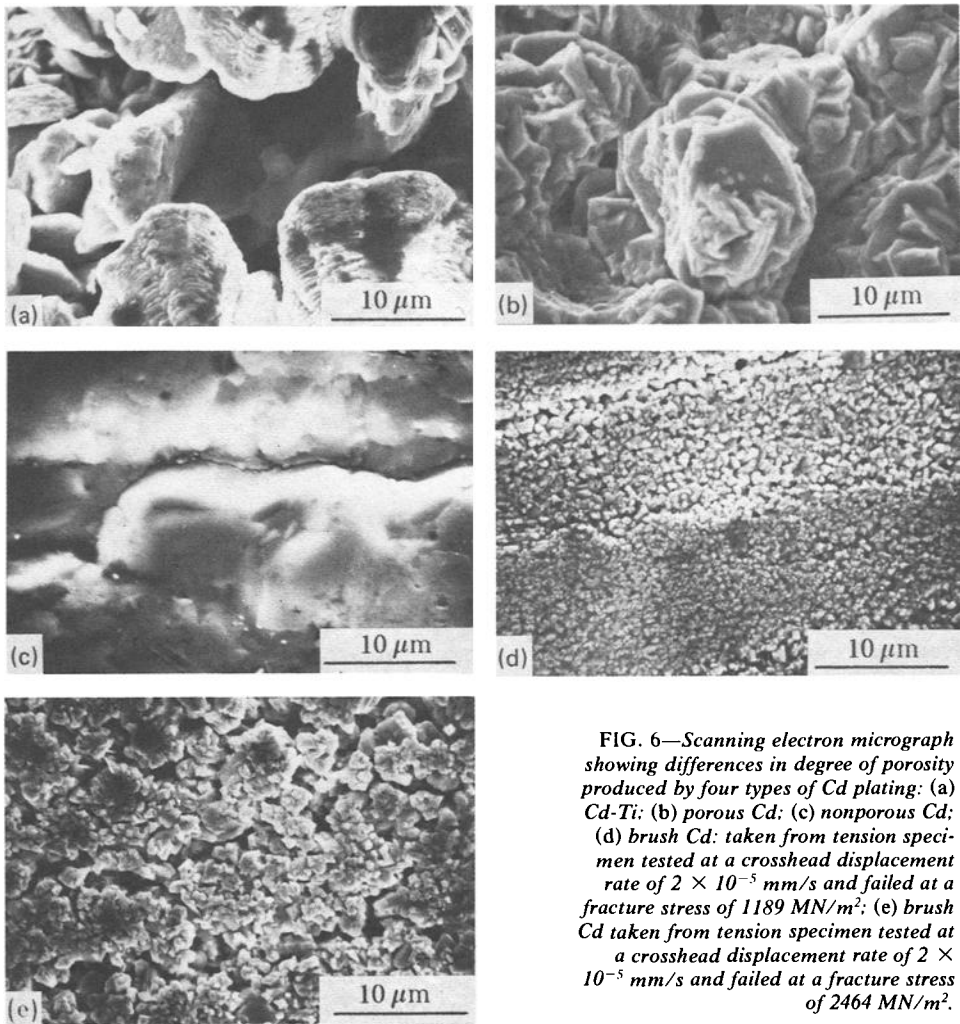 (a)
10 μm
(b)
10 μm
(c)
10 μm
(d)
10 μm
(e)
10 μm
FIG. 6—Scanning electron micrograph
showing differences in degree of porosity
produced by four types of Cd plating: (a)
Cd-Ti; (b) porous Cd; (c) nonporous Cd;
(d) brush Cd: taken from tension speci-
men tested at a crosshead displacement
rate of 2 × 10⁻⁵ mm/s and failed at a
fracture stress of 1189 MN/m²; (e) brush
Cd taken from tension specimen tested at
a crosshead displacement rate of 2 ×
10⁻⁵ mm/s and failed at a fracture stress
of 2464 MN/m².